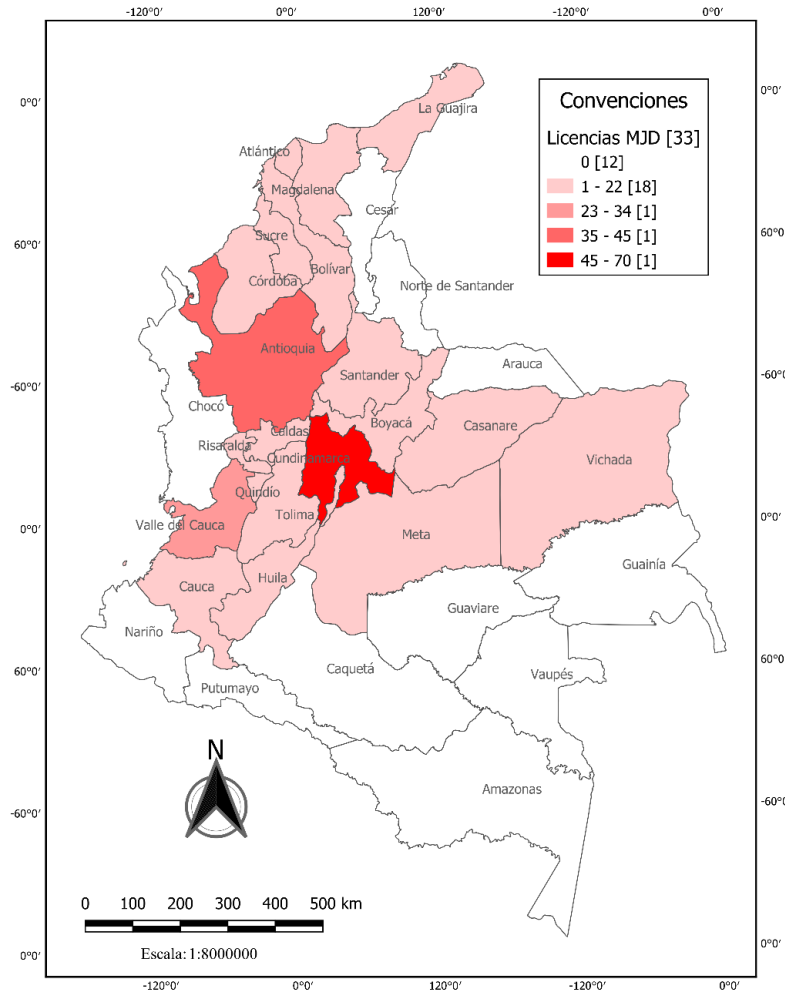 -120°0' 0°0' 120°0' -120°0' 0°0'
0°0' 0°0'
Convenciones
La Guajira
Licencias MJD [33]
Atlántico
0 [12]
1 - 22 [18]
Magdalena
Cesar
23 - 34 [1]
35 - 45 [1]
Sucre
60°0' 60°0'
45 - 70 [1]
Bolívar
Córdoba
Norte de Santander
Antioquia
Arauca
Santander
-60°0' -60°0'
Chocó
Boyacá
Casanare
Caldas
Risaralda
Cundinamarca
Vichada
Quindío
Tolima
0°0' 0°0'
Valle del Cauca
Meta
Guainía
Huila
Cauca
Guaviare
Nariño
60°0' 60°0'
Caquetá
Vaupés
Putumayo
N
Amazonas
-60°0' -60°0'
0 100 200 300 400 500 km
Escala: 1:8000000
0°0' 0°0'
-120°0' 0°0' 120°0' -120°0' 0°0'